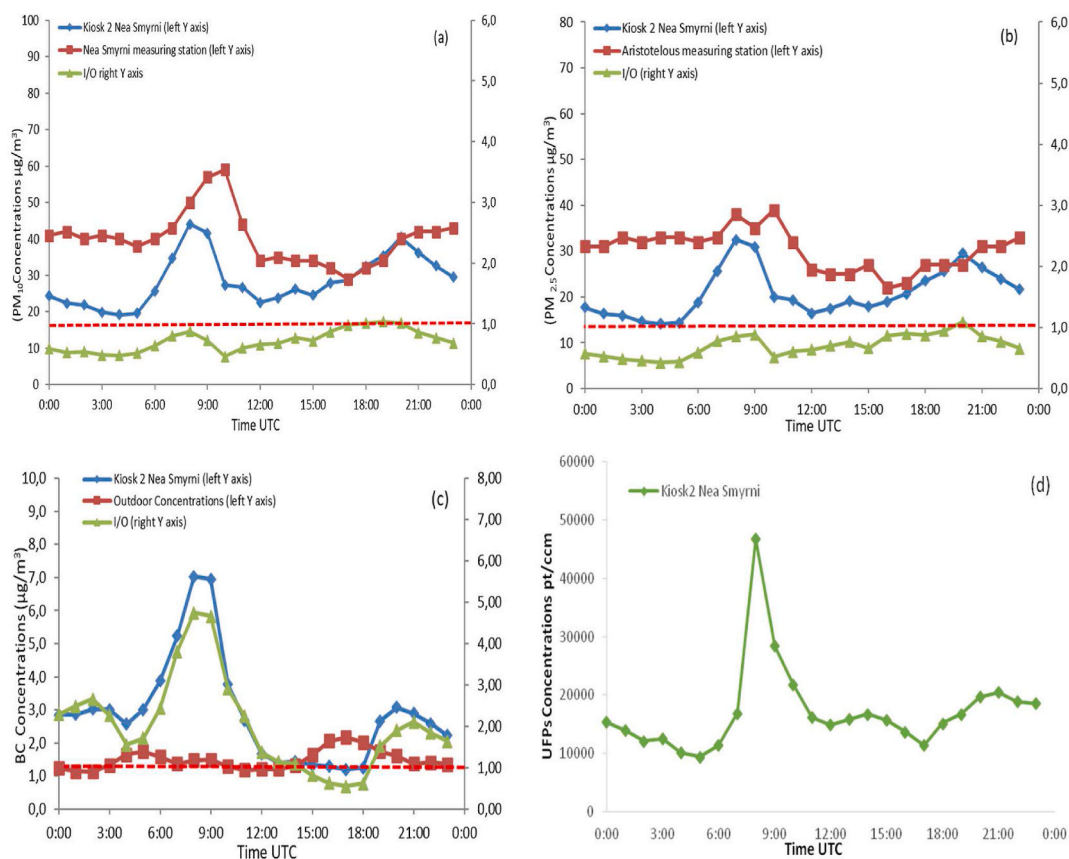 Kiosk 2 Nea Smyrni (left Y axis)
Nea Smyrni measuring station (left Y axis)
I/O right Y axis
(a)
(PM10Concentrations µg/m³)
100
90
80
70
60
50
40
30
20
10
0
6,0
5,0
4,0
3,0
2,0
1,0
0,0
0:00 3:00 6:00 9:00 12:00 15:00 18:00 21:00 0:00
Time UTC
Kiosk 2 Nea Smyrni (left Y axis)
Aristotelous measuring station (left Y axis)
I/O (right Y axis)
(b)
(PM 2.5 Concentrations µg/m³)
80
70
60
50
40
30
20
10
0
6,0
5,0
4,0
3,0
2,0
1,0
0,0
0:00 3:00 6:00 9:00 12:00 15:00 18:00 21:00 0:00
Time UTC
Kiosk 2 Nea Smyrni (left Y axis)
Outdoor Concentrations (left Y axis)
I/O (right Y axis)
(c)
BC Concentrations (µg/m³)
10,0
9,0
8,0
7,0
6,0
5,0
4,0
3,0
2,0
1,0
0,0
8,00
7,00
6,00
5,00
4,00
3,00
2,00
1,00
0,00
0:00 3:00 6:00 9:00 12:00 15:00 18:00 21:00 0:00
Time UTC
Kiosk2 Nea Smyrni
(d)
UFPs Concentrations pt/ccm
60000
50000
40000
30000
20000
10000
0
0:00 3:00 6:00 9:00 12:00 15:00 18:00 21:00 0:00
Time UTC